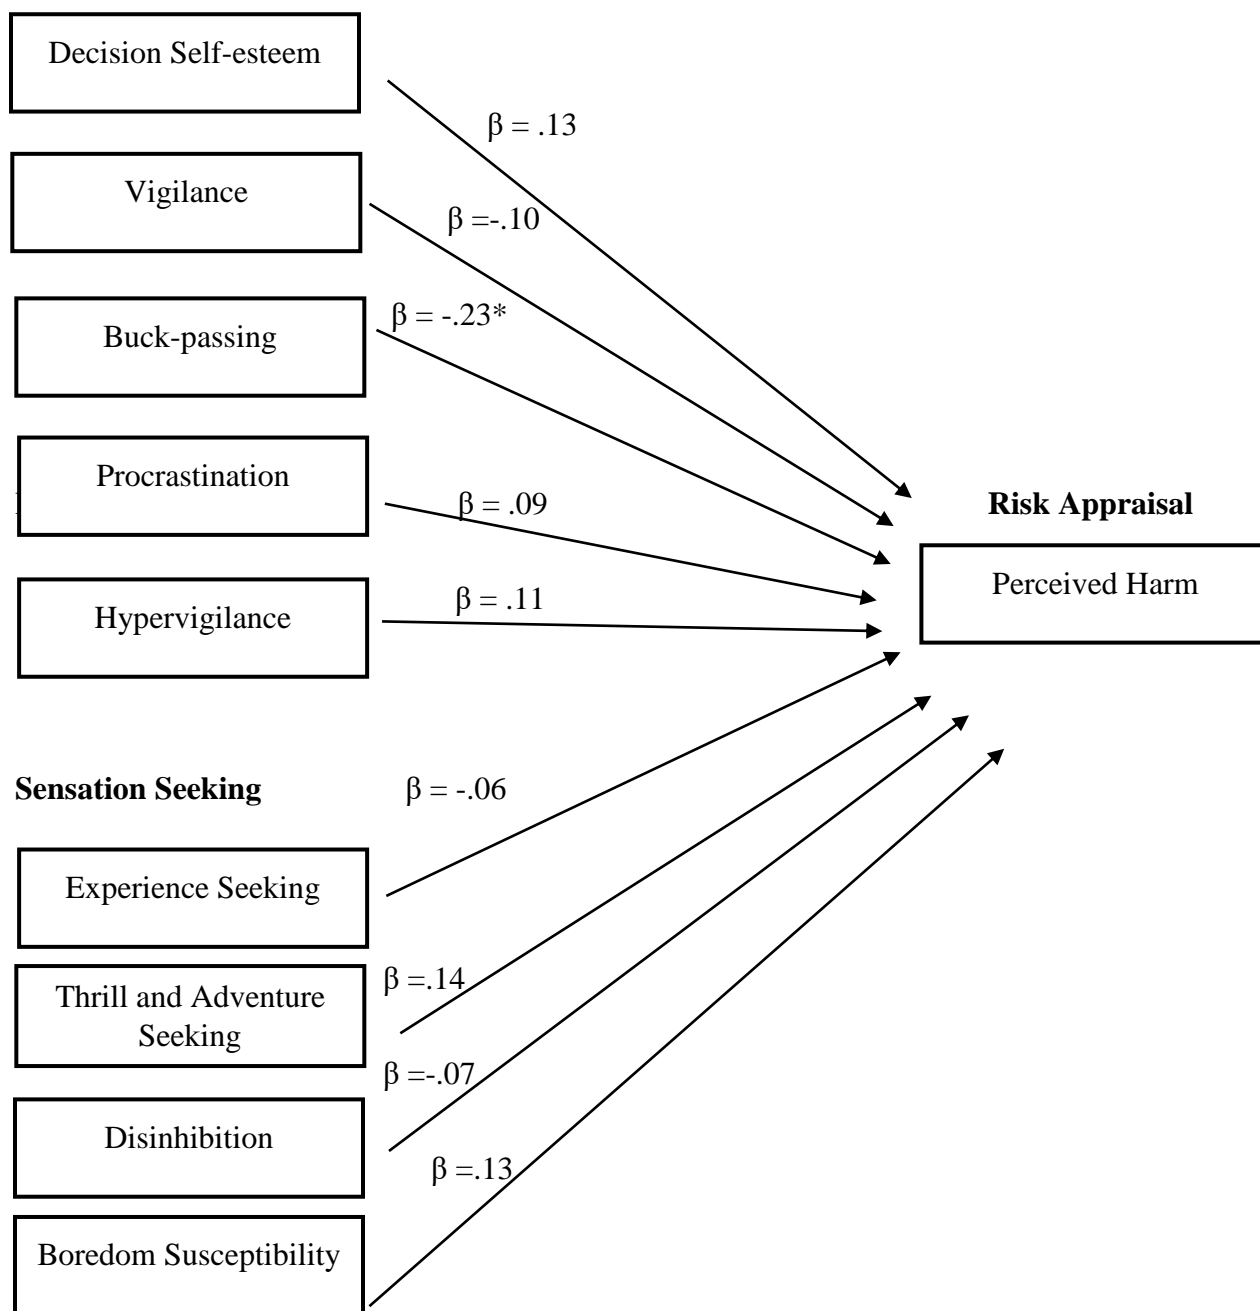 Decision Self-esteem
β = .13
Vigilance
β =-.10
β = -.23*
Buck-passing
Procrastination
β = .09
Risk Appraisal
Perceived Harm
β = .11
Hypervigilance
Sensation Seeking
β = -.06
Experience Seeking
β =.14
Thrill and Adventure
Seeking
β =-.07
Disinhibition
β =.13
Boredom Susceptibility